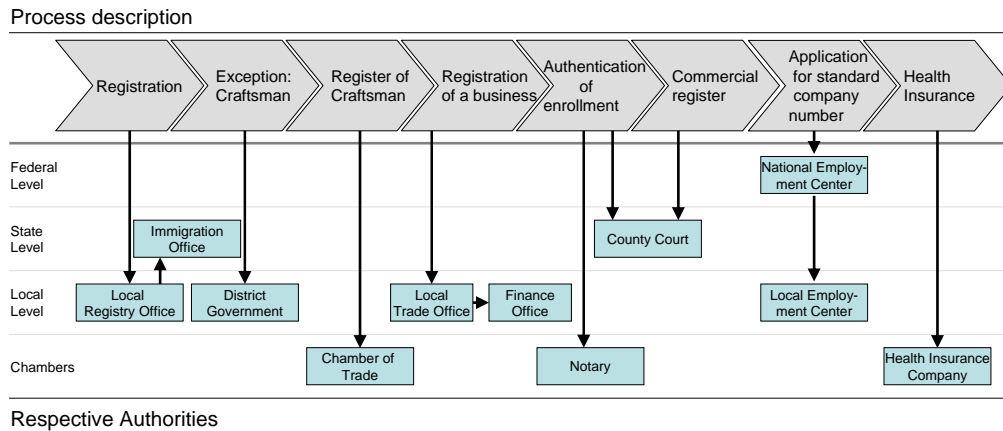 Process description
Registration
Exception:
Craftsman
Register of
Craftsman
Registration
of a business
Authentication
of
enrollment
Commercial
register
Application
for standard
company
number
Health
Insurance
Federal
Level
National Employ-
ment Center
State
Level
Immigration
Office
County Court
Local
Level
Local
Registry Office
District
Government
Local
Trade Office
Finance
Office
Local Employ-
ment Center
Chambers
Chamber of
Trade
Notary
Health Insurance
Company
Respective Authorities